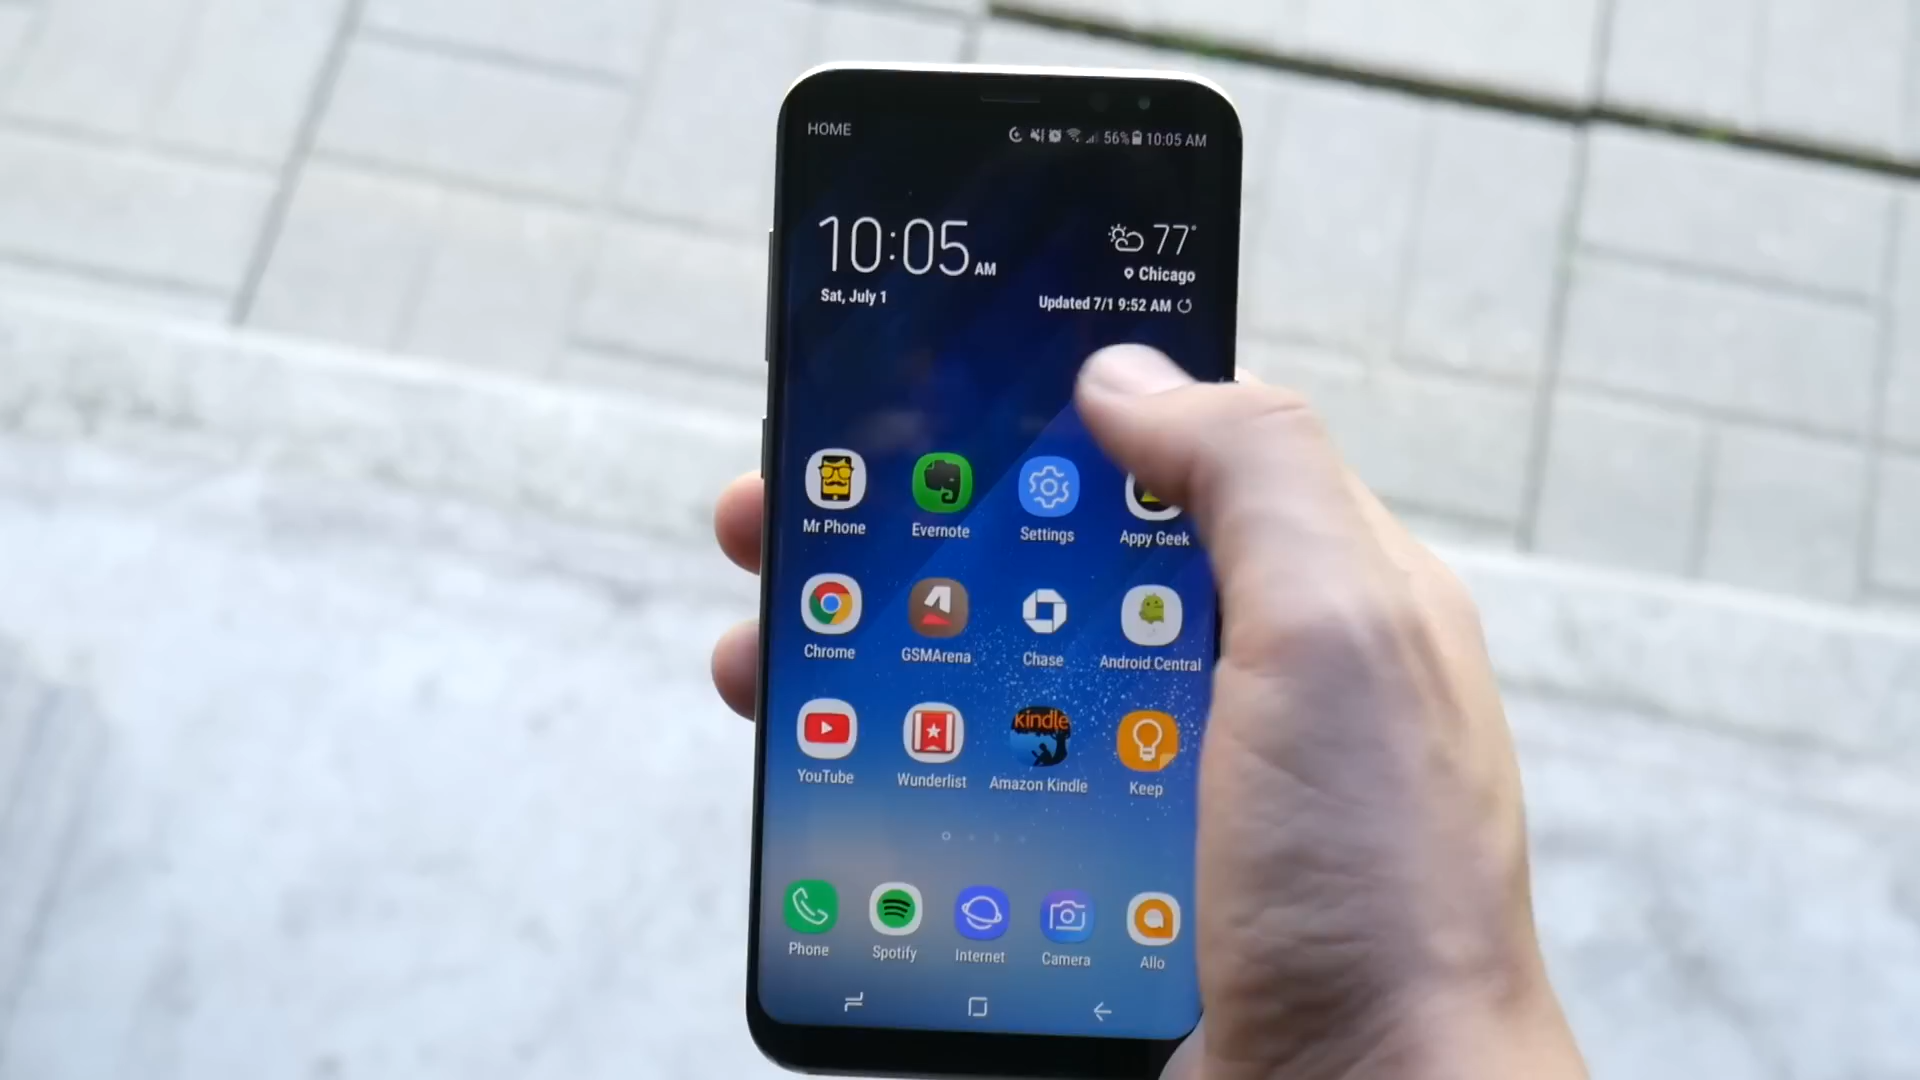 HOME
56% 10:05 AM
10:05 AM
77°
Chicago
Sat, July 1
Updated 7/1 9:52 AM
Mr Phone
Evernote
Settings
Appy Geek
Chrome
GSMArena
Chase
Android Central
kindle
YouTube
Wunderlist
Amazon Kindle
Keep
Phone
Spotify
Internet
Camera
Allo